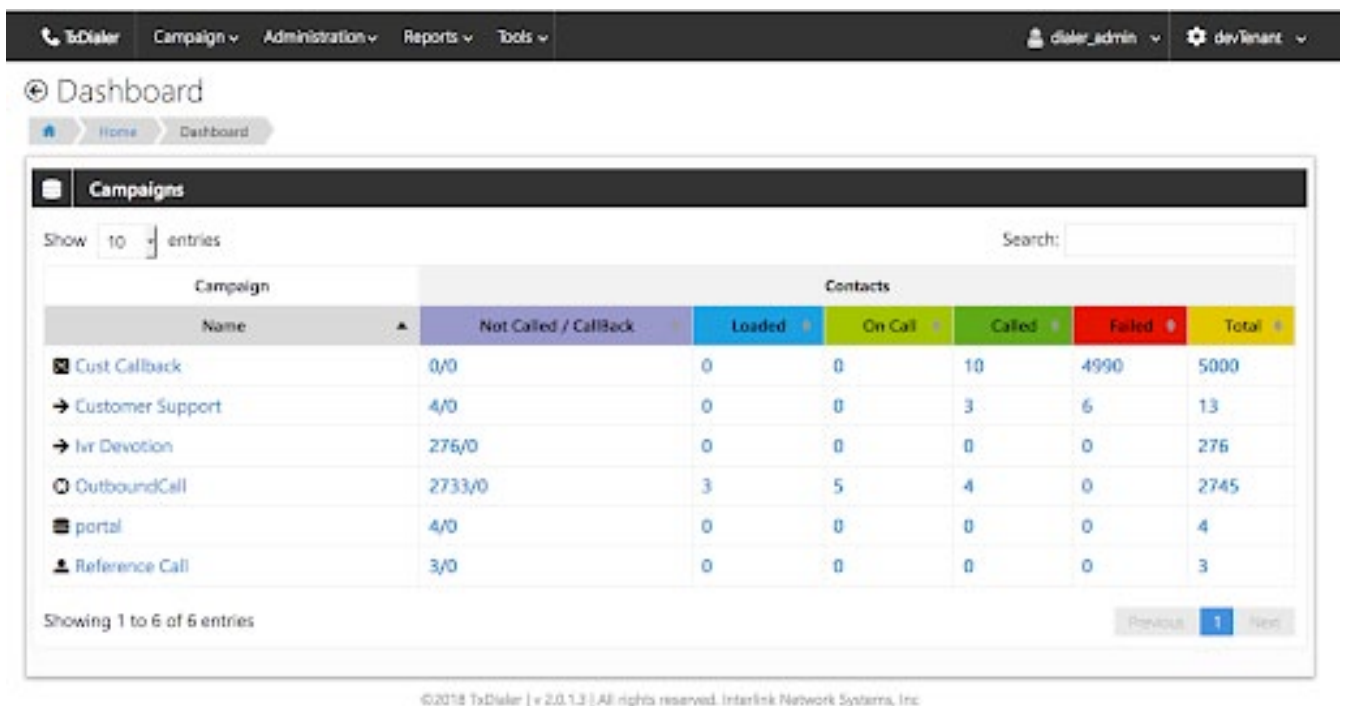 TxDialer Campaign Administration Reports Tools dialer_admin devTenant
Dashboard
Home Dashboard
Campaigns
Show 10 entries Search:
Campaign Contacts
Name Not Called / CallBack Loaded On Call Called Failed Total
Cust Callback 0/0 0 0 10 4990 5000
Customer Support 4/0 0 0 3 6 13
Ivr Devotion 276/0 0 0 0 0 276
OutboundCall 2733/0 3 5 4 0 2745
portal 4/0 0 0 0 0 4
Reference Call 3/0 0 0 0 0 3
Showing 1 to 6 of 6 entries Previous 1 Next
©2018 TxDialer | v 2.0.1.3 | All rights reserved. Interlink Network Systems, Inc